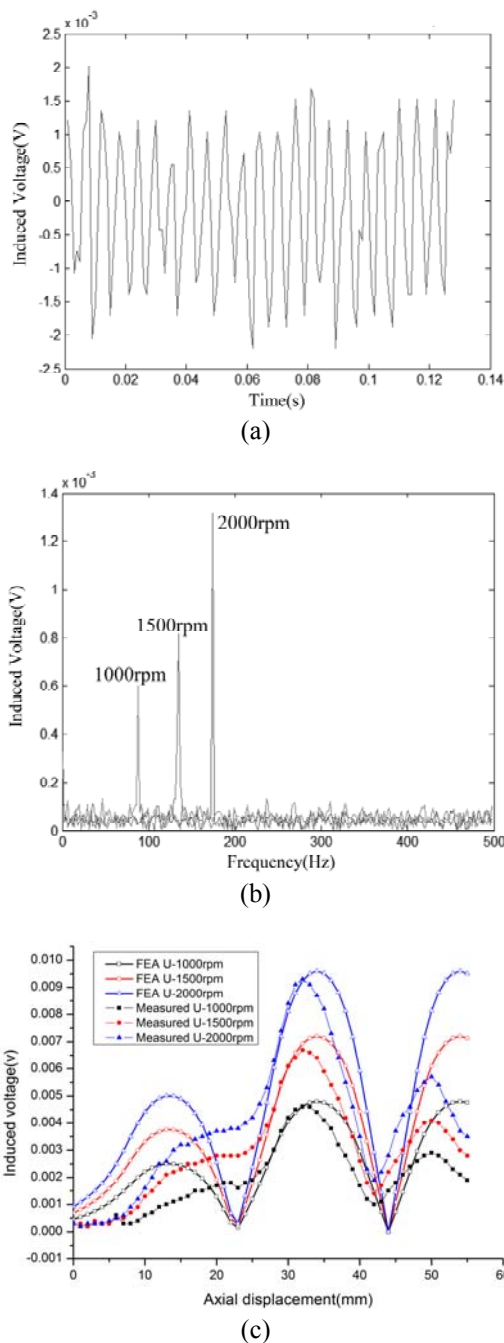 x 10⁻³
2.5
2
1.5
1
0.5
0
-0.5
-1
-1.5
-2
-2.5
Induced Voltage(V)
0 0.02 0.04 0.06 0.08 0.1 0.12 0.14
Time(s)
(a)
1.4
1.2
1
0.8
0.6
0.4
0.2
0
Induced Voltage(V)
2000rpm
1500rpm
1000rpm
0 100 200 300 400 500
Frequency(Hz)
(b)
0.010
0.009
0.008
0.007
0.006
0.005
0.004
0.003
0.002
0.001
0.000
-0.001
Induced voltage(v)
FEA U-1000rpm
FEA U-1500rpm
FEA U-2000rpm
Measured U-1000rpm
Measured U-1500rpm
Measured U-2000rpm
0 10 20 30 40 50 60
Axial displacement(mm)
(c)